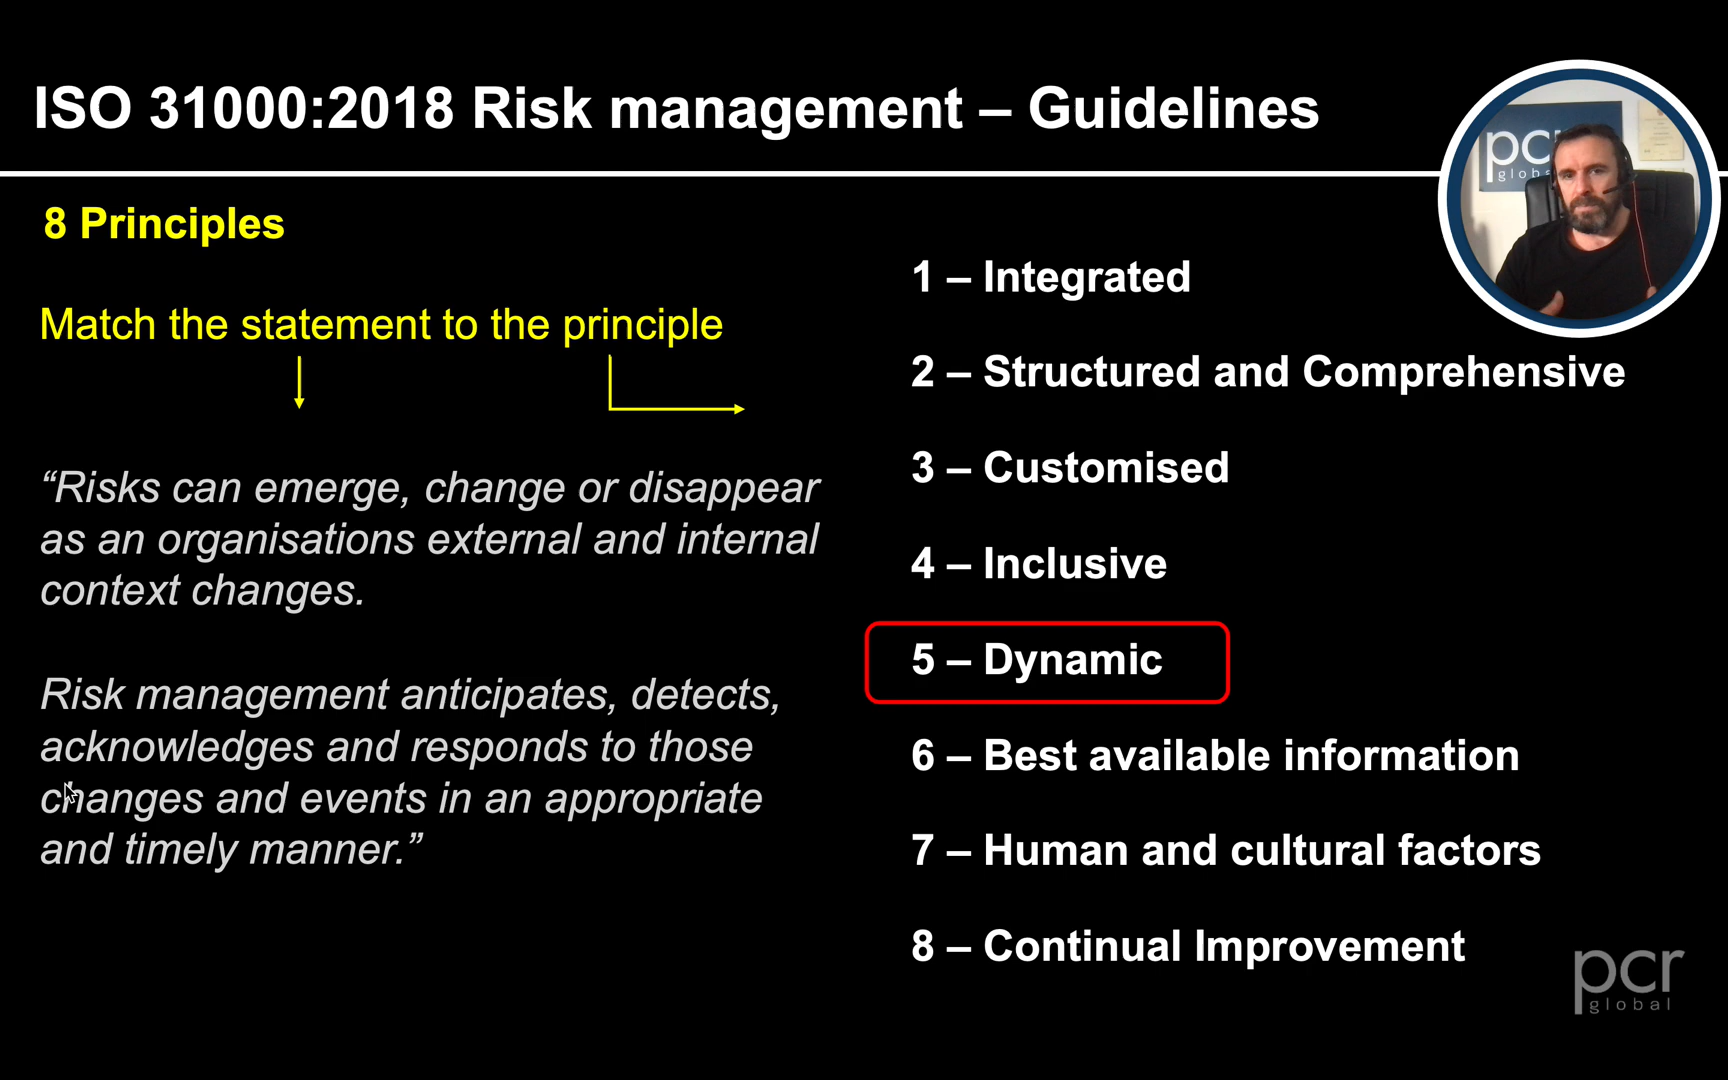 ISO 31000:2018 Risk management – Guidelines
8 Principles
Match the statement to the principle
“Risks can emerge, change or disappear
as an organisations external and internal
context changes.
Risk management anticipates, detects,
acknowledges and responds to those
changes and events in an appropriate
and timely manner.”
1 – Integrated
2 – Structured and Comprehensive
3 – Customised
4 – Inclusive
5 – Dynamic
6 – Best available information
7 – Human and cultural factors
8 – Continual Improvement
pcr
global